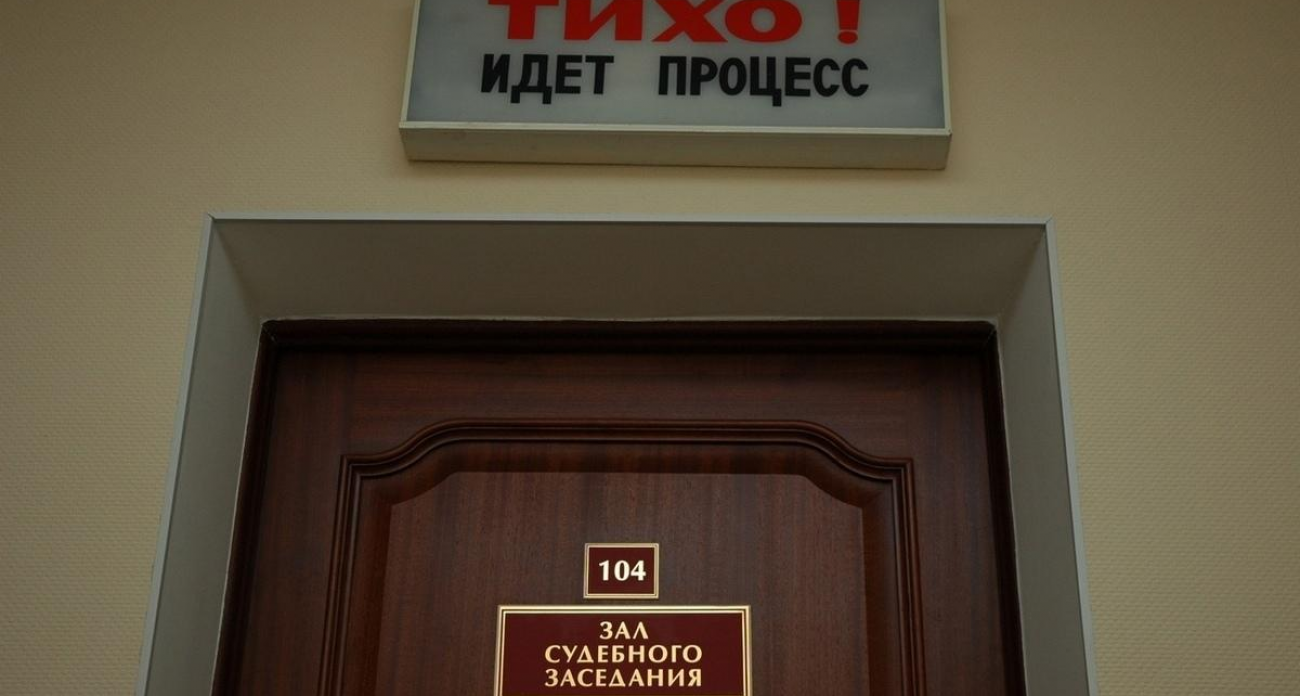 ТИХО!
ИДЕТ ПРОЦЕСС
104
ЗАЛ
СУДЕБНОГО
ЗАСЕДАНИЯ